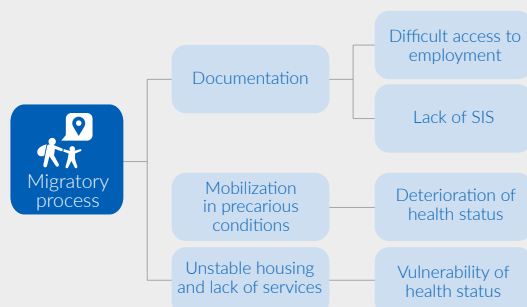 Migratory
process
Documentation
Difficult access to
employment
Lack of SIS
Mobilization
in precarious
conditions
Deterioration of
health status
Unstable housing
and lack of services
Vulnerability of
health status